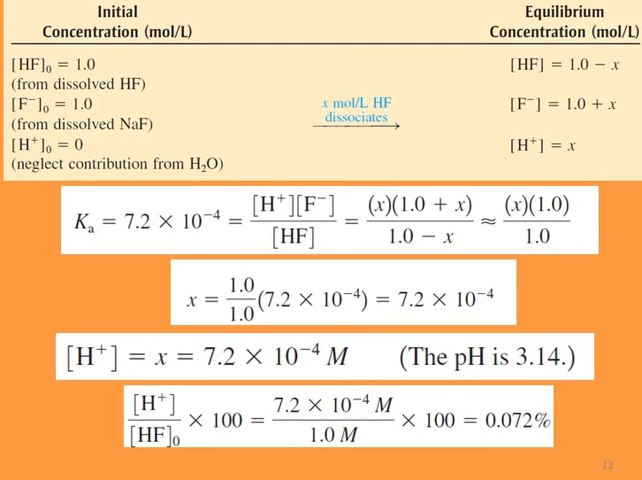 Initial Equilibrium
Concentration (mol/L) Concentration (mol/L)
[HF]₀ = 1.0 [HF] = 1.0 − x
(from dissolved HF)
[F⁻]₀ = 1.0 x mol/L HF [F⁻] = 1.0 + x
(from dissolved NaF) dissociates
[H⁺]₀ = 0 [H⁺] = x
(neglect contribution from H₂O)
Kₐ = 7.2 × 10⁻⁴ = [H⁺][F⁻] / [HF] = (x)(1.0 + x) / 1.0 − x ≈ (x)(1.0) / 1.0
x = 1.0 / 1.0 (7.2 × 10⁻⁴) = 7.2 × 10⁻⁴
[H⁺] = x = 7.2 × 10⁻⁴ M (The pH is 3.14.)
[H⁺] / [HF]₀ × 100 = 7.2 × 10⁻⁴ M / 1.0 M × 100 = 0.072%
12